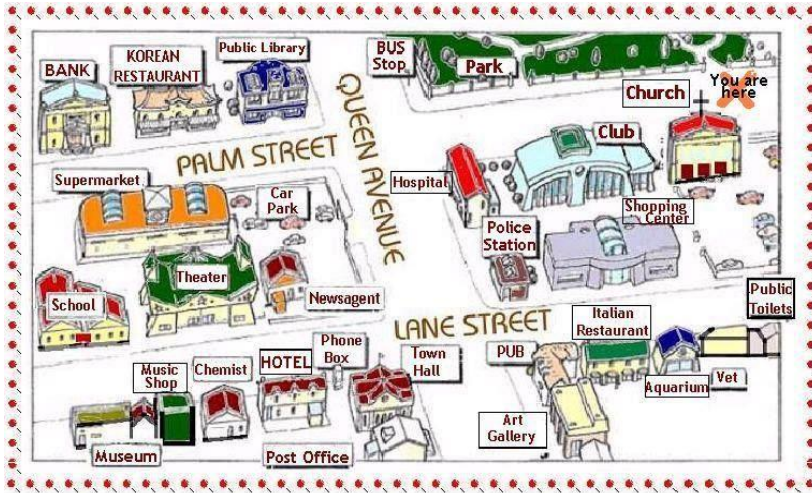 BANK
KOREAN
RESTAURANT
Public Library
BUS
Stop
Park
You are
here
Church
Club
QUEEN AVENUE
PALM STREET
Supermarket
Car
Park
Hospital
Shopping
Center
Police
Station
Theater
School
Newsagent
LANE STREET
Public
Toilets
Italian
Restaurant
Music
Shop
Chemist
HOTEL
Phone
Box
Town
Hall
PUB
Aquarium
Vet
Art
Gallery
Museum
Post Office